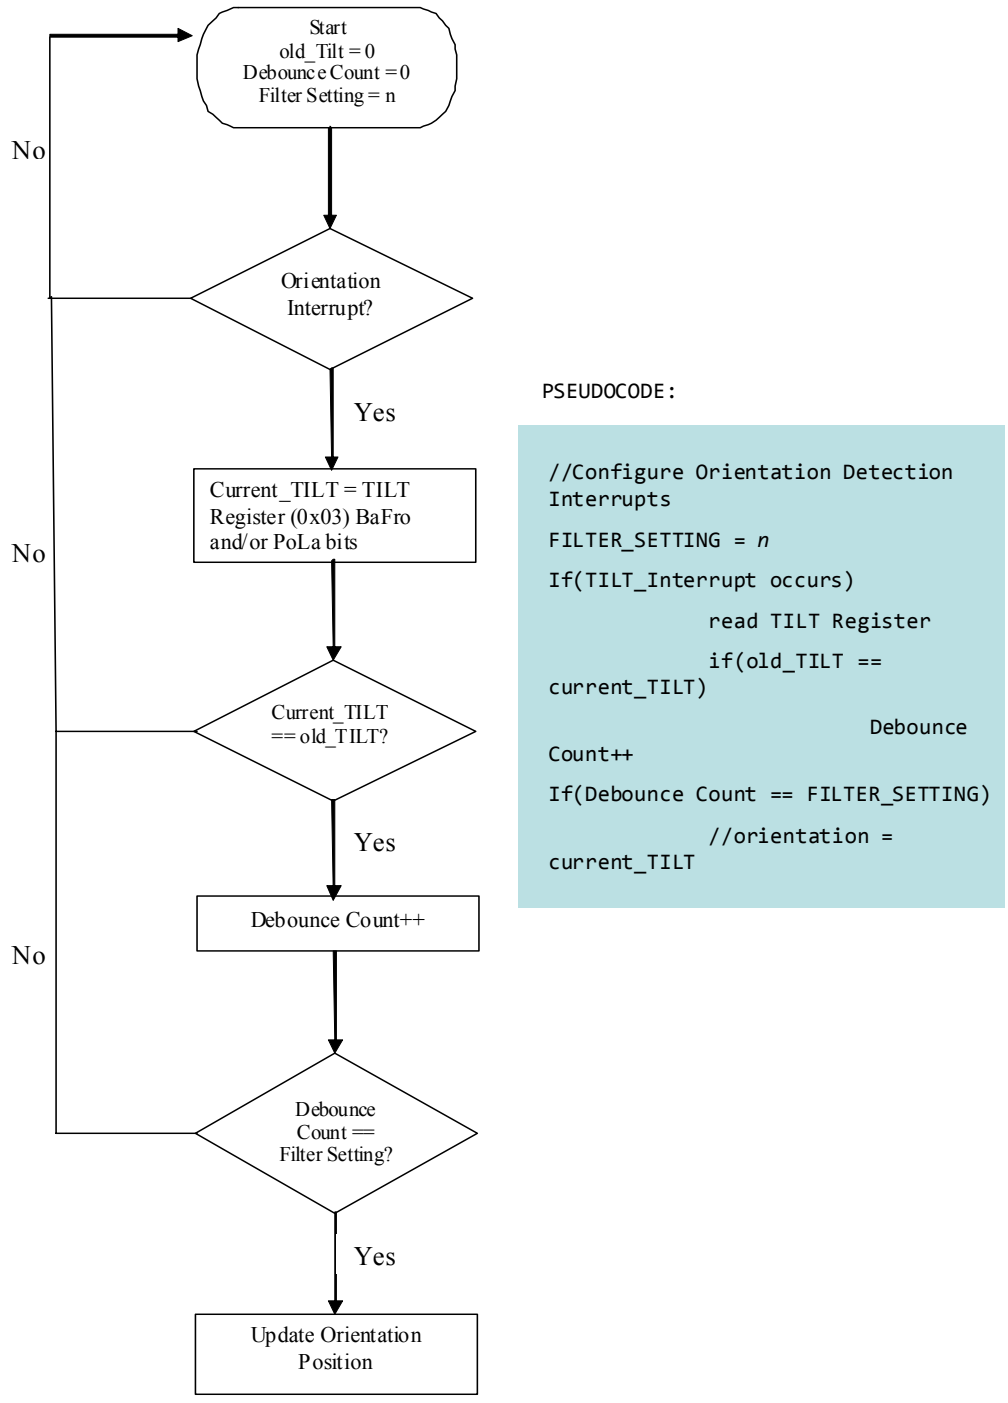 Start
old_Tilt = 0
Debounce Count = 0
Filter Setting = n
No
Orientation
Interrupt?
Yes
Current_TILT = TILT
Register (0x03) BaFro
and/or PoLa bits
No
Current_TILT
== old_TILT?
Yes
Debounce Count++
No
Debounce
Count ==
Filter Setting?
Yes
Update Orientation
Position
PSEUDOCODE:
//Configure Orientation Detection
Interrupts
FILTER_SETTING = n
If(TILT_Interrupt occurs)
read TILT Register
if(old_TILT ==
current_TILT)
Debounce
Count++
If(Debounce Count == FILTER_SETTING)
//orientation =
current_TILT